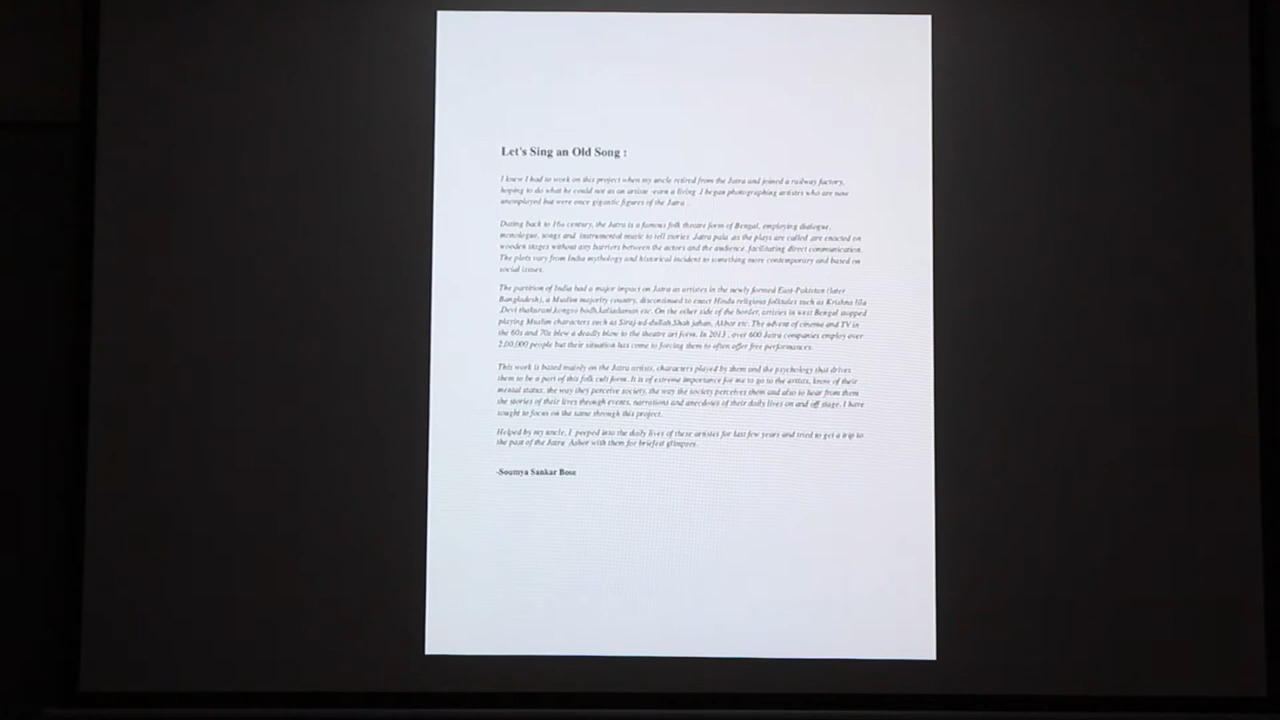 Let's Sing an Old Song :
I knew I had to work on this project when my uncle retired from the Jatra and joined a railway factory,
hoping to do what he could not as an artiste -earn a living .I began photographing artistes who are now
unemployed but were once gigantic figures of the Jatra .
Dating back to 16th century, the Jatra is a famous folk theatre form of Bengal, employing dialogue,
monologue, songs and instrumental music to tell stories. Jatra pala ,as the plays are called ,are enacted on
wooden stages without any barriers between the actors and the audience, facilitating direct communication.
The plots vary from India mythology and historical incident to something more contemporary and based on
social issues.
The partition of India had a major impact on Jatra as artistes in the newly formed East-Pakistan (later
Bangladesh), a Muslim majority country, discontinued to enact Hindu religious folktales such as Krishna lila
,Devi thakurani,kongso bodh,kaliadaman etc. On the other side of the border, artistes in west Bengal stopped
playing Muslim characters such as Siraj-ud-dullah,Shah jahan, Akbar etc. The advent of cinema and TV in
the 60s and 70s blew a deadly blow to the theatre art form. In 2013 , over 600 Jatra companies employ over
2,00,000 people but their situation has come to forcing them to often offer free performances.
This work is based mainly on the Jatra artists, characters played by them and the psychology that drives
them to be a part of this folk cult form. It is of extreme importance for me to go to the artists, know of their
mental status, the way they perceive society, the way the society perceives them and also to hear from them
the stories of their lives through events, narrations and anecdotes of their daily lives on and off stage. I have
sought to focus on the same through this project.
Helped by my uncle, I peeped into the daily lives of these artistes for last few years and tried to get a trip to
the past of the Jatra Asher with them for briefest glimpses.
-Soumya Sankar Bose